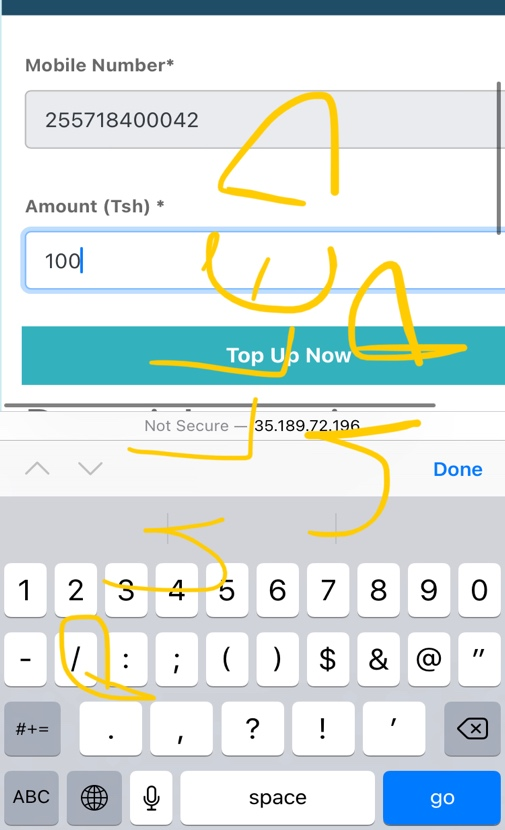 Mobile Number*
255718400042
Amount (Tsh) *
100
Top Up Now
Not Secure — 35.189.72.196
Done
1 2 3 4 5 6 7 8 9 0
- / : ; ( ) $ & @ "
#+= . , ? ! '
ABC space go